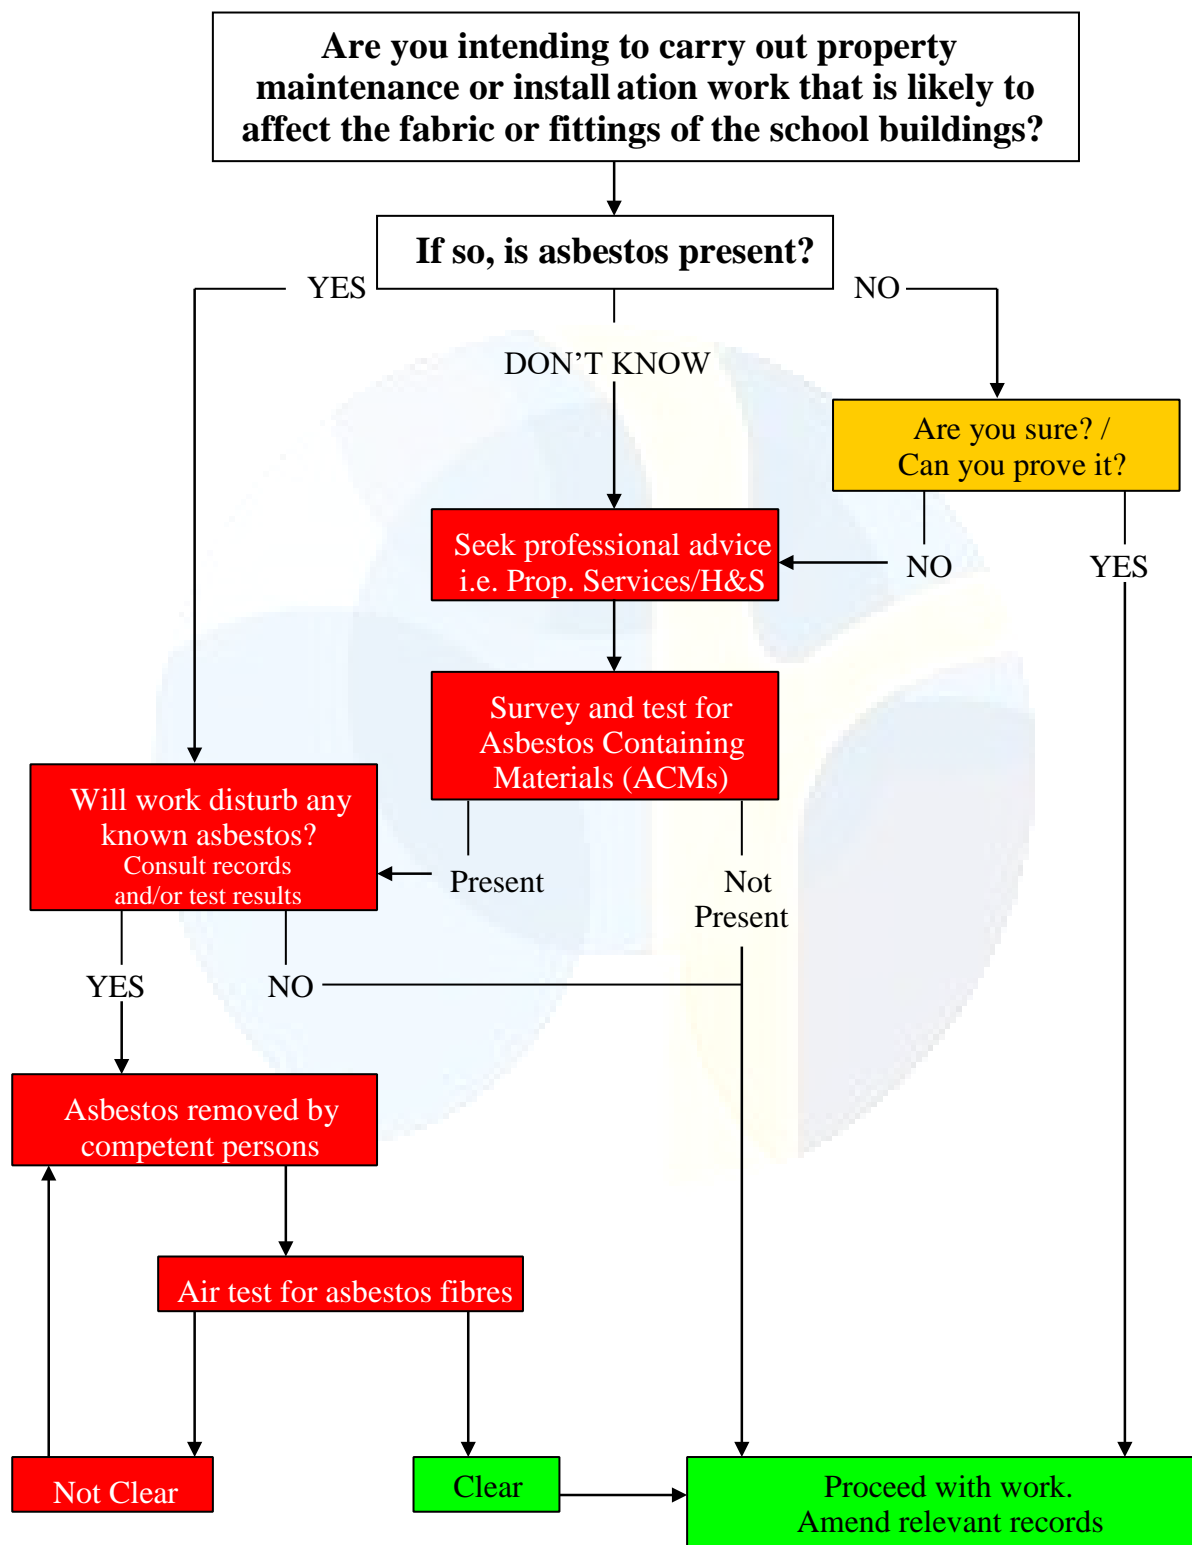 Are you intending to carry out property
maintenance or install ation work that is likely to
affect the fabric or fittings of the school buildings?
If so, is asbestos present?
YES
NO
DON’T KNOW
Are you sure? /
Can you prove it?
Seek professional advice
i.e. Prop. Services/H&S
NO
YES
Survey and test for
Asbestos Containing
Materials (ACMs)
Will work disturb any
known asbestos?
Consult records
and/or test results
Present
Not
Present
YES
NO
Asbestos removed by
competent persons
Air test for asbestos fibres
Not Clear
Clear
Proceed with work.
Amend relevant records